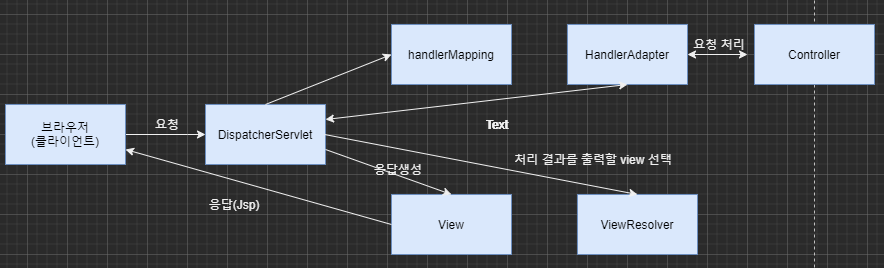 handlerMapping
HandlerAdapter
요청 처리
Controller
브라우저
(클라이언트)
요청
DispatcherServlet
Text
처리 결과를 출력할 view 선택
응답생성
응답(Jsp)
View
ViewResolver